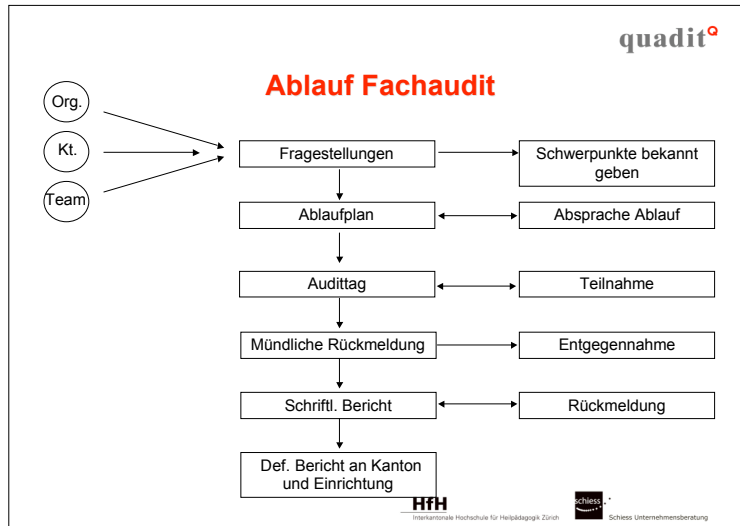 quadit Q
Ablauf Fachaudit
Org.
Kt.
Team
Fragestellungen
Schwerpunkte bekannt
geben
Ablaufplan
Absprache Ablauf
Audittag
Teilnahme
Mündliche Rückmeldung
Entgegennahme
Schriftl. Bericht
Rückmeldung
Def. Bericht an Kanton
und Einrichtung
HfH
Interkantonale Hochschule für Heilpädagogik Zürich
schiess
Schiess Unternehmensberatung